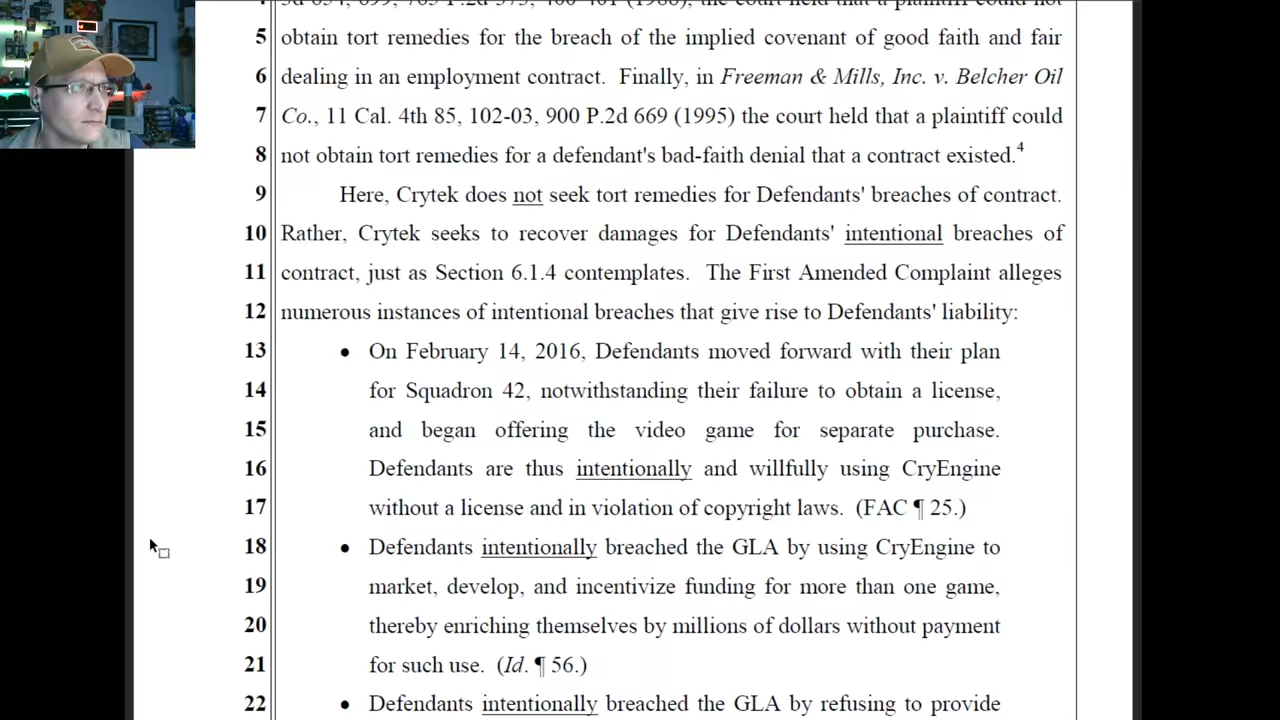 5 obtain tort remedies for the breach of the implied covenant of good faith and fair
6 dealing in an employment contract. Finally, in Freeman & Mills, Inc. v. Belcher Oil
7 Co., 11 Cal. 4th 85, 102-03, 900 P.2d 669 (1995) the court held that a plaintiff could
8 not obtain tort remedies for a defendant's bad-faith denial that a contract existed.4
9 Here, Crytek does not seek tort remedies for Defendants' breaches of contract.
10 Rather, Crytek seeks to recover damages for Defendants' intentional breaches of
11 contract, just as Section 6.1.4 contemplates. The First Amended Complaint alleges
12 numerous instances of intentional breaches that give rise to Defendants' liability:
13 • On February 14, 2016, Defendants moved forward with their plan
14 for Squadron 42, notwithstanding their failure to obtain a license,
15 and began offering the video game for separate purchase.
16 Defendants are thus intentionally and willfully using CryEngine
17 without a license and in violation of copyright laws. (FAC ¶ 25.)
18 • Defendants intentionally breached the GLA by using CryEngine to
19 market, develop, and incentivize funding for more than one game,
20 thereby enriching themselves by millions of dollars without payment
21 for such use. (Id. ¶ 56.)
22 • Defendants intentionally breached the GLA by refusing to provide